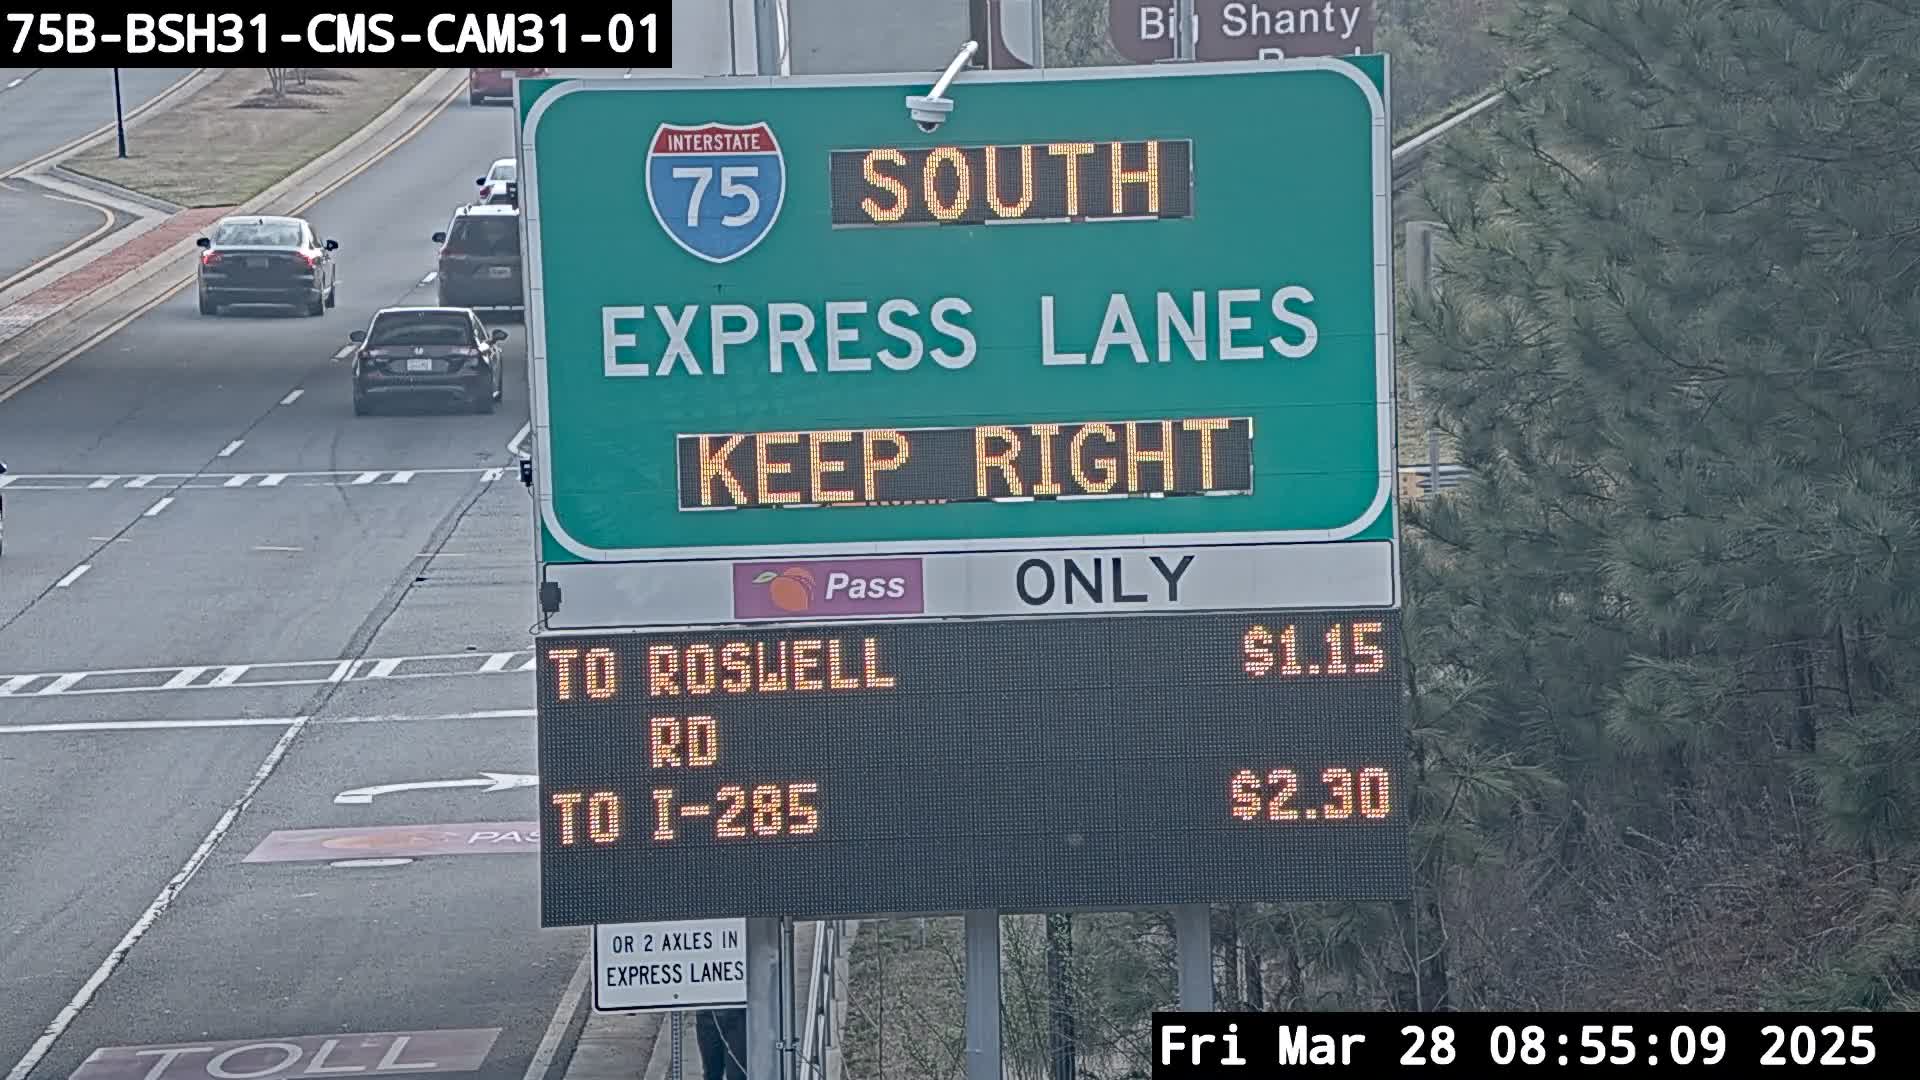 75B-BSH31-CMS-CAM31-01
Big Shanty
INTERSTATE
75
SOUTH
EXPRESS LANES
KEEP RIGHT
Pass ONLY
TO ROSWELL $1.15
RD
TO I-285 $2.30
OR 2 AXLES IN
EXPRESS LANES
TOLL
Fri Mar 28 08:55:09 2025